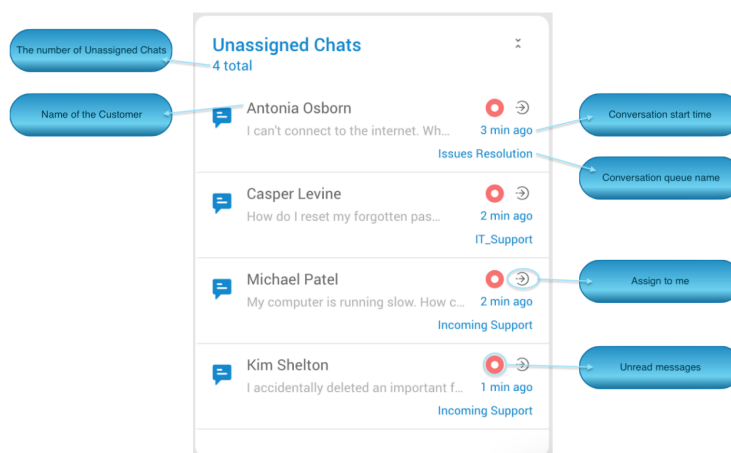 Unassigned Chats
4 total
The number of Unassigned Chats
Name of the Customer
Antonia Osborn
I can't connect to the internet. Wh...
3 min ago
Issues Resolution
Conversation start time
Conversation queue name
Casper Levine
How do I reset my forgotten pas...
2 min ago
IT_Support
Michael Patel
My computer is running slow. How c...
2 min ago
Incoming Support
Assign to me
Kim Shelton
I accidentally deleted an important f...
1 min ago
Incoming Support
Unread messages